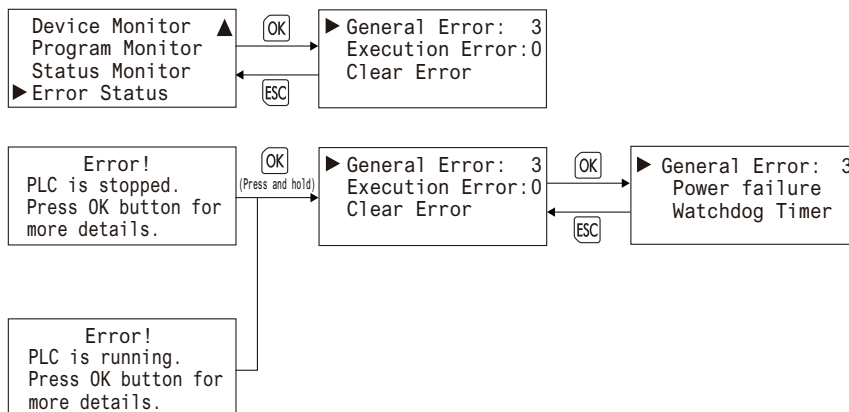 Device Monitor ▲
Program Monitor
Status Monitor
▶ Error Status
OK
ESC
▶ General Error: 3
Execution Error:0
Clear Error
Error!
PLC is stopped.
Press OK button for
more details.
OK
(Press and hold)
▶ General Error: 3
Execution Error:0
Clear Error
OK
ESC
▶ General Error: 3
Power failure
Watchdog Timer
Error!
PLC is running.
Press OK button for
more details.